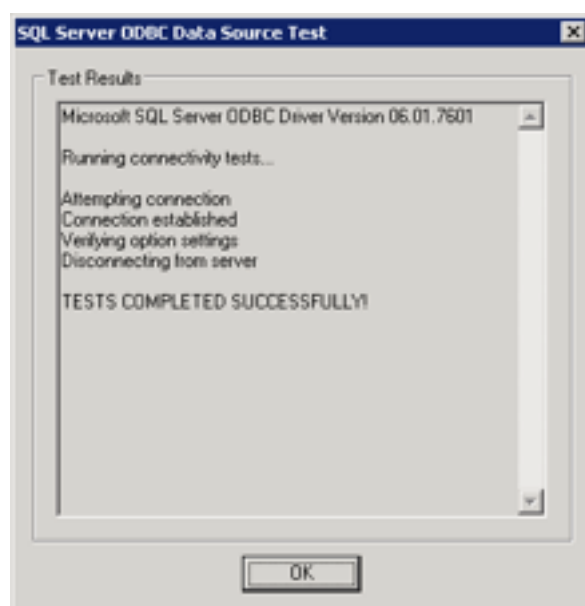 SQL Server ODBC Data Source Test
Test Results
Microsoft SQL Server ODBC Driver Version 06.01.7601
Running connectivity tests...
Attempting connection
Connection established
Verifying option settings
Disconnecting from server
TESTS COMPLETED SUCCESSFULLY!
OK